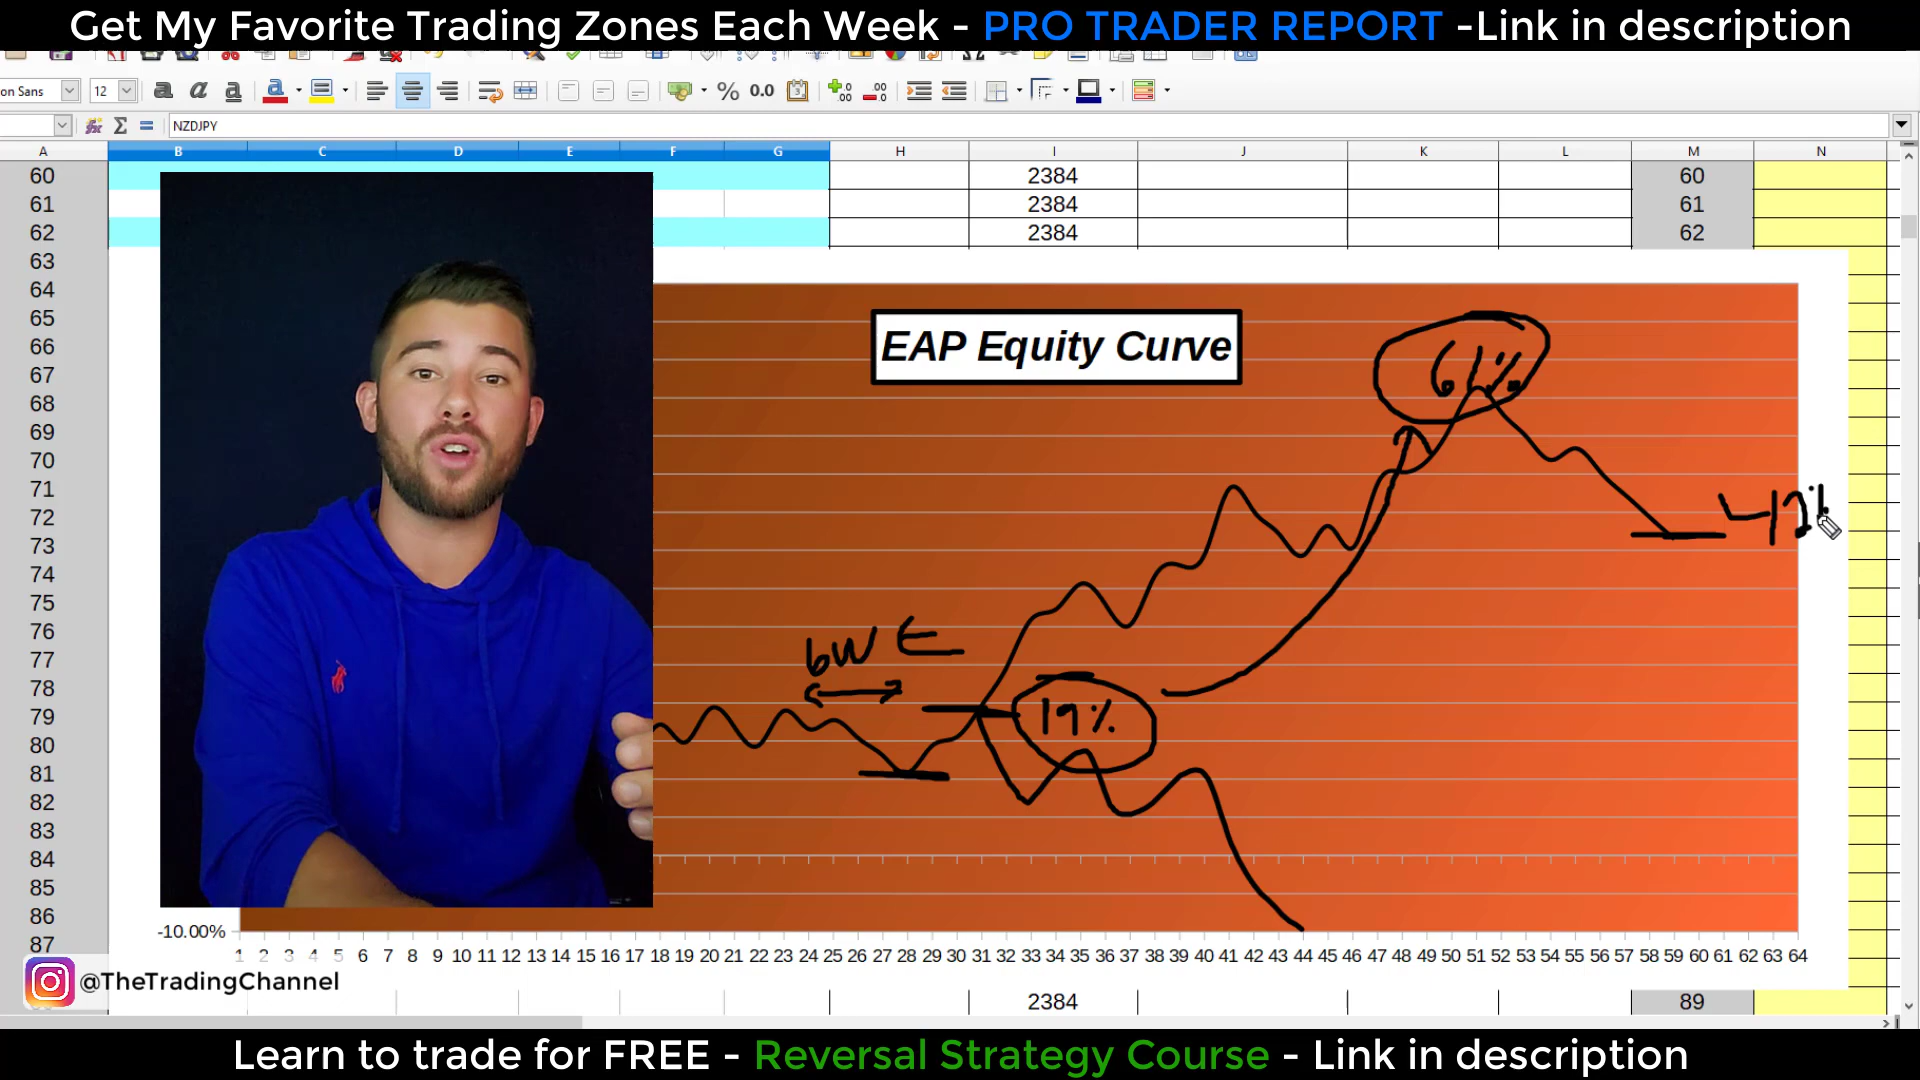 Get My Favorite Trading Zones Each Week - PRO TRADER REPORT -Link in description
on Sans 12 % 0.0
NZDJPY
A B C D E F G H I J K L M N
60 2384 60
61 2384 61
62 2384 62
63
64
65
66
67
68
69
70
71
72
73
74
75
76
77
78
79
80
81
82
83
84
85
86
87
EAP Equity Curve
61%
6W
19%
-10.00%
1 2 3 4 5 6 7 8 9 10 11 12 13 14 15 16 17 18 19 20 21 22 23 24 25 26 27 28 29 30 31 32 33 34 35 36 37 38 39 40 41 42 43 44 45 46 47 48 49 50 51 52 53 54 55 56 57 58 59 60 61 62 63 64
@TheTradingChannel
2384 89
Learn to trade for FREE - Reversal Strategy Course - Link in description